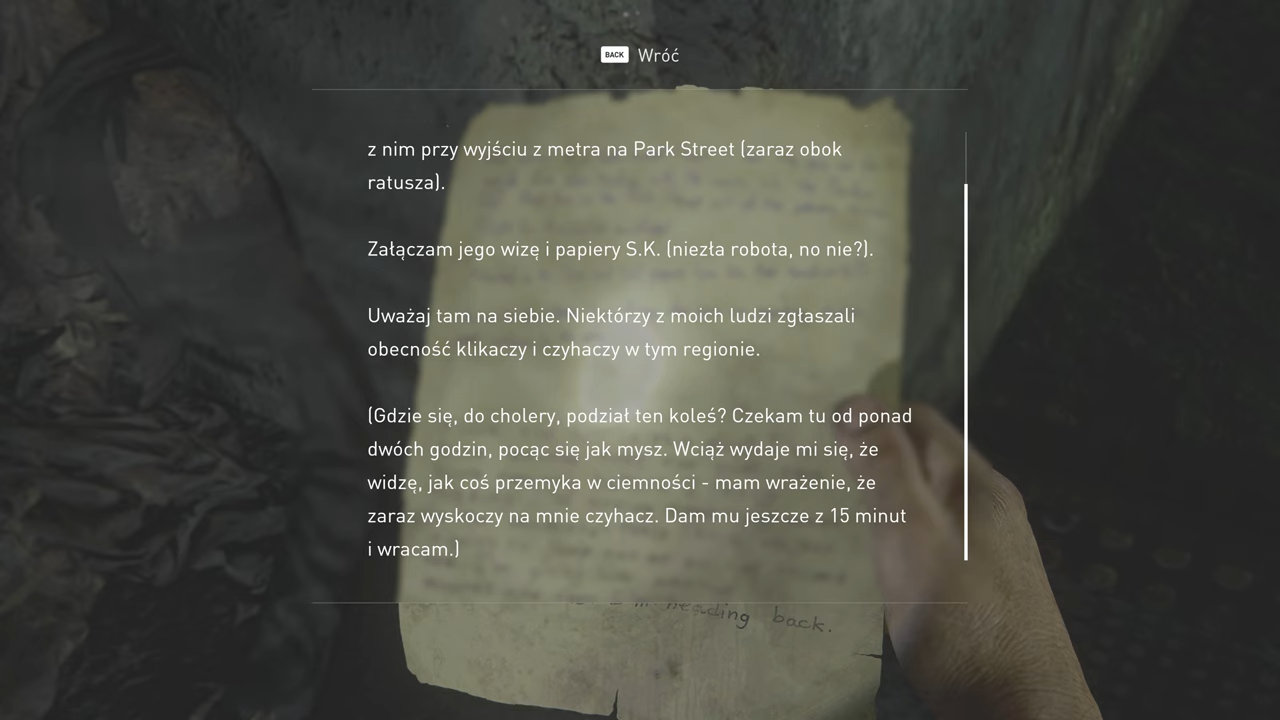 BACK Wróć
z nim przy wyjściu z metra na Park Street (zaraz obok
ratusza).
Załączam jego wizę i papiery S.K. (niezła robota, no nie?).
Uważaj tam na siebie. Niektórzy z moich ludzi zgłaszali
obecność klikaczy i czyhaczy w tym regionie.
(Gdzie się, do cholery, podział ten koleś? Czekam tu od ponad
dwóch godzin, pocąc się jak mysz. Wciąż wydaje mi się, że
widzę, jak coś przemyka w ciemności - mam wrażenie, że
zaraz wyskoczy na mnie czyhacz. Dam mu jeszcze z 15 minut
i wracam.)
heading back.